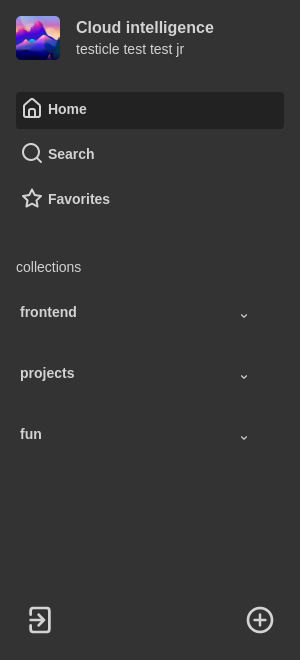 Cloud intelligence
testicle test test jr
Home
Search
Favorites
collections
frontend
projects
fun